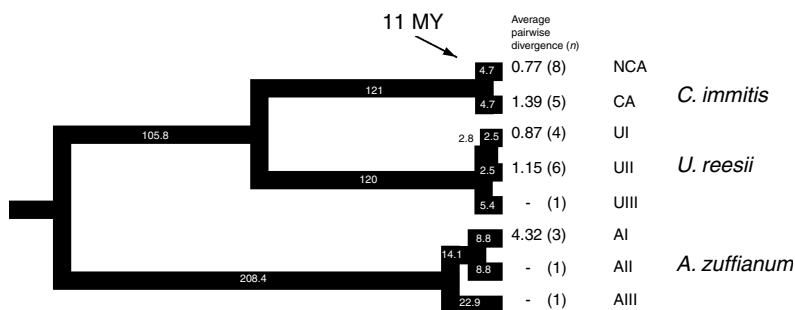 11 MY
Average
pairwise
divergence (n)
4.7 0.77 (8) NCA
121
C. immitis
4.7 1.39 (5) CA
105.8
2.8 2.5 0.87 (4) UI
2.5 1.15 (6) UII U. reesii
120
5.4 - (1) UIII
8.8 4.32 (3) AI
14.1
8.8 - (1) AII A. zuffianum
208.4
22.9 - (1) AIII